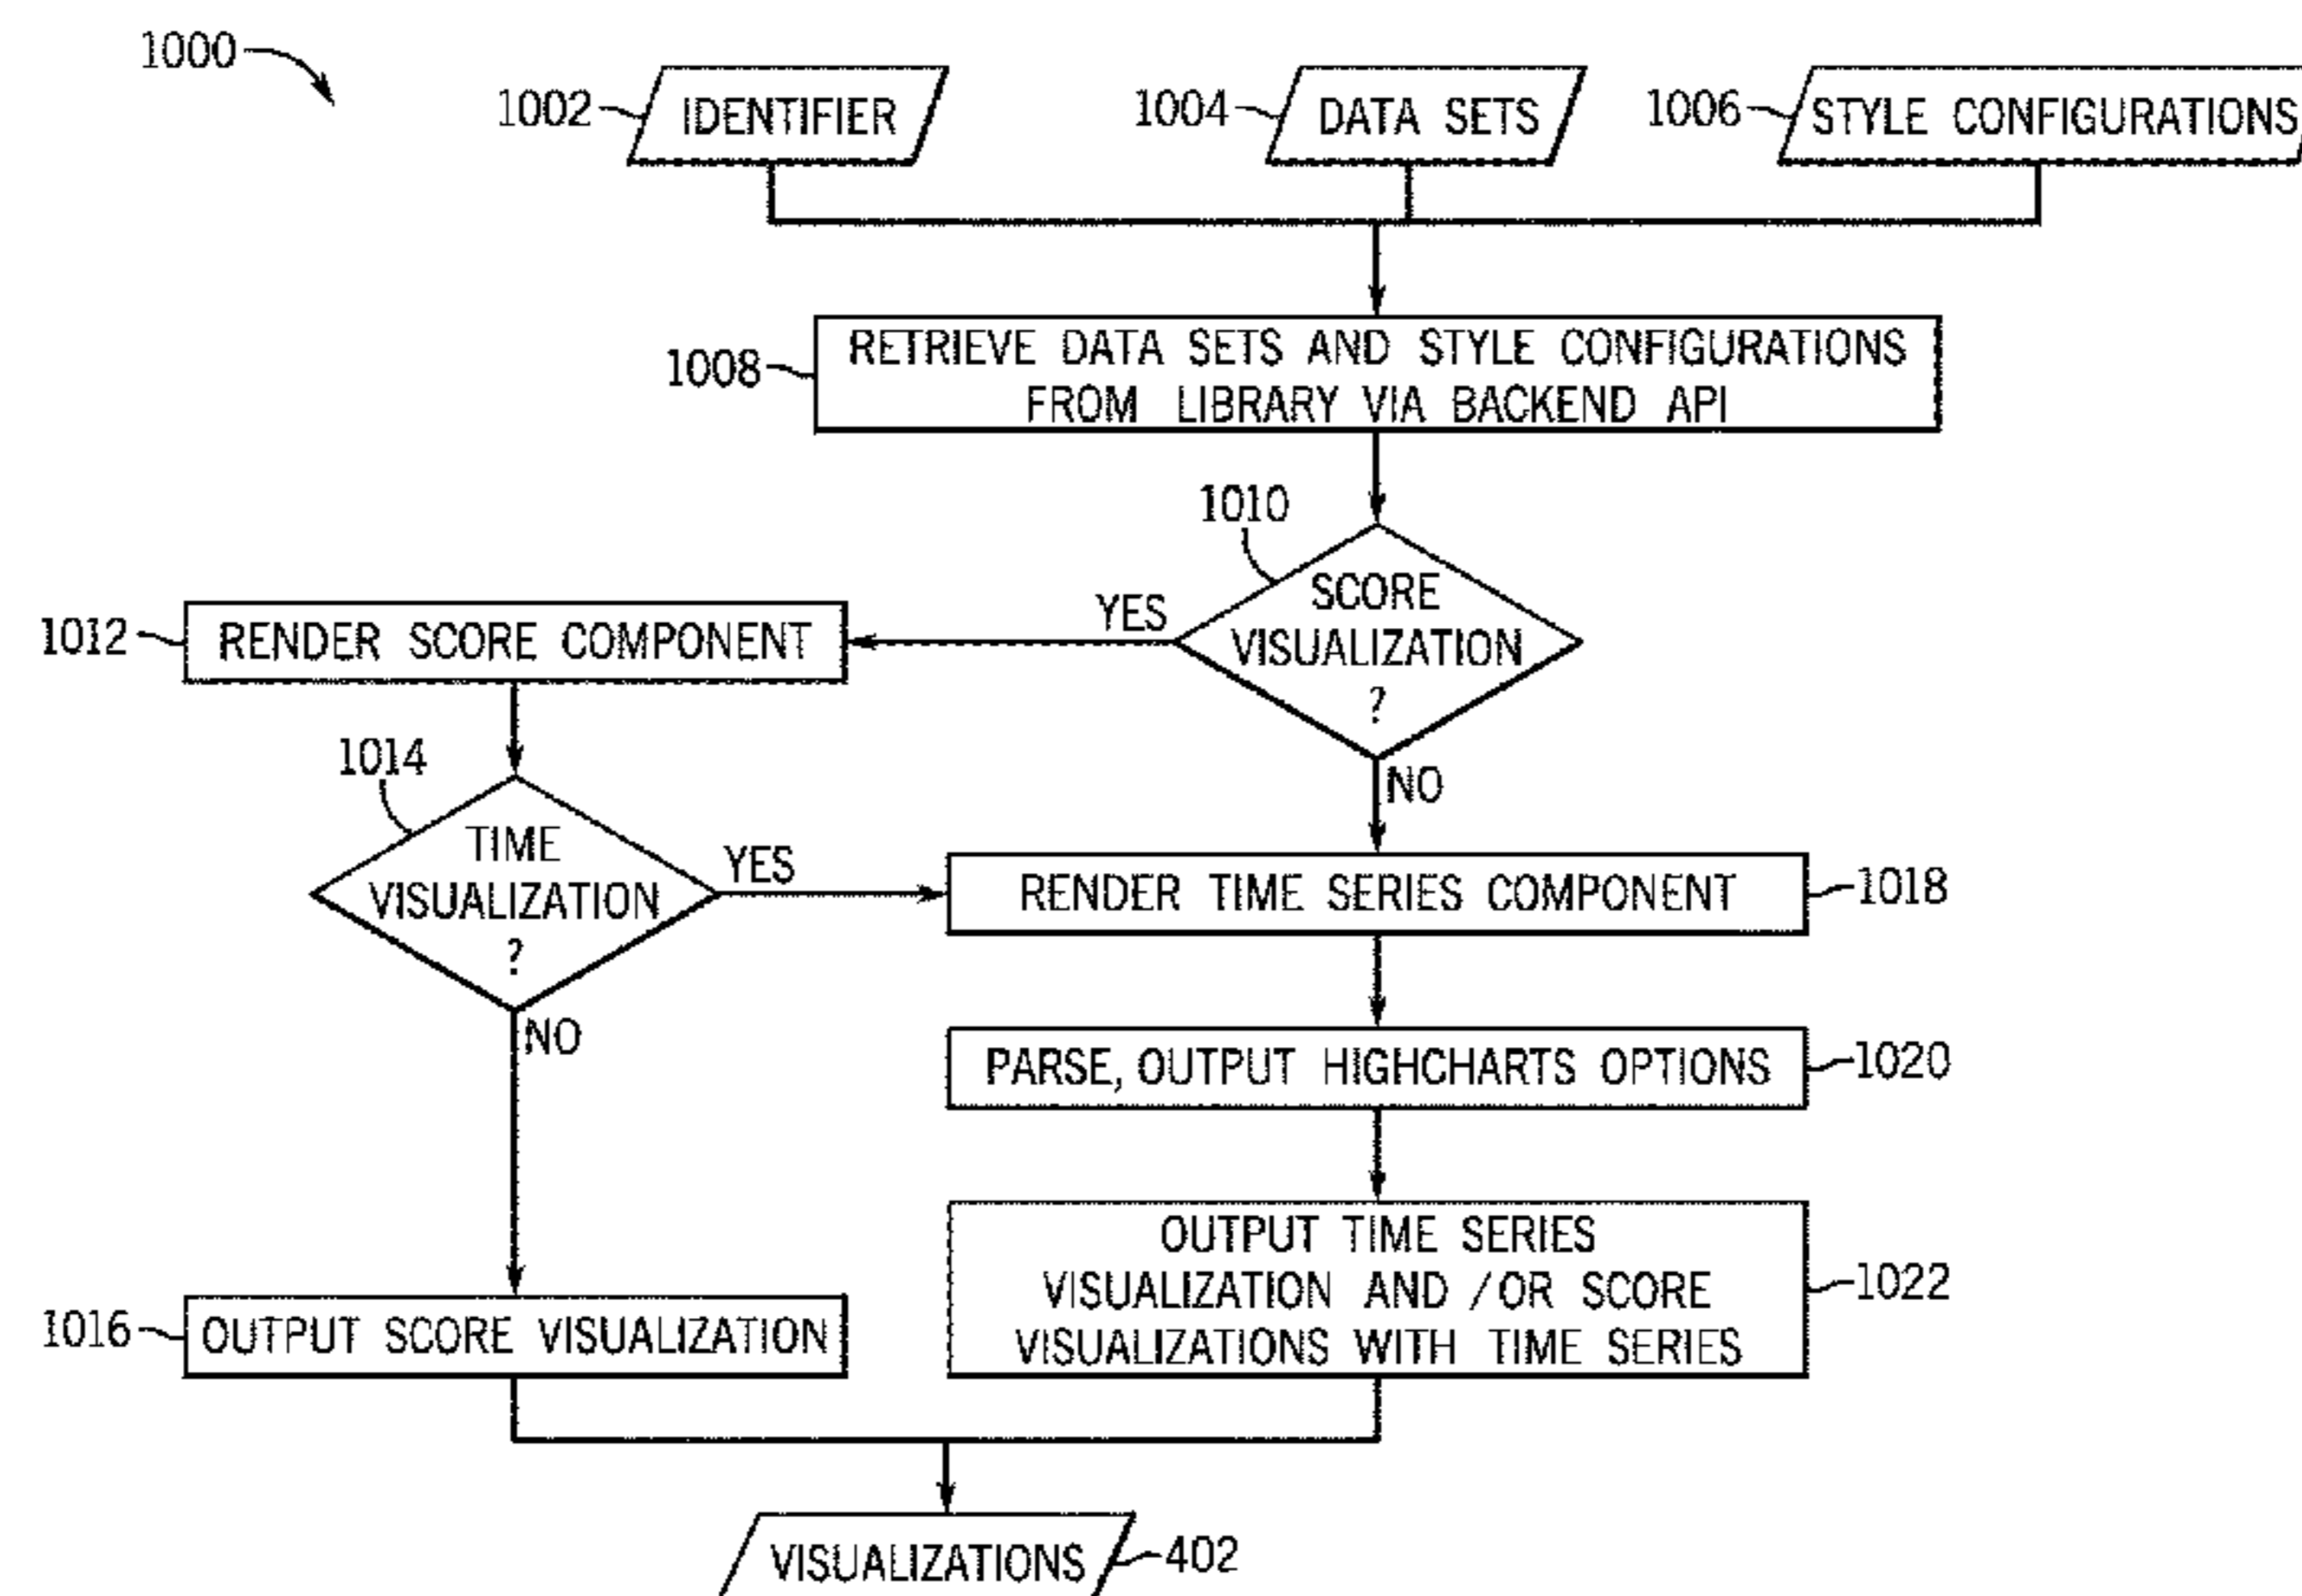 1000
1002 IDENTIFIER
1004 DATA SETS
1006 STYLE CONFIGURATIONS
1008 RETRIEVE DATA SETS AND STYLE CONFIGURATIONS
FROM LIBRARY VIA BACKEND API
1010
SCORE
VISUALIZATION
?
YES
NO
1012 RENDER SCORE COMPONENT
1014
TIME
VISUALIZATION
?
YES
NO
RENDER TIME SERIES COMPONENT 1018
PARSE, OUTPUT HIGHCHARTS OPTIONS 1020
OUTPUT TIME SERIES
VISUALIZATION AND /OR SCORE
VISUALIZATIONS WITH TIME SERIES
1022
1016 OUTPUT SCORE VISUALIZATION
VISUALIZATIONS 402